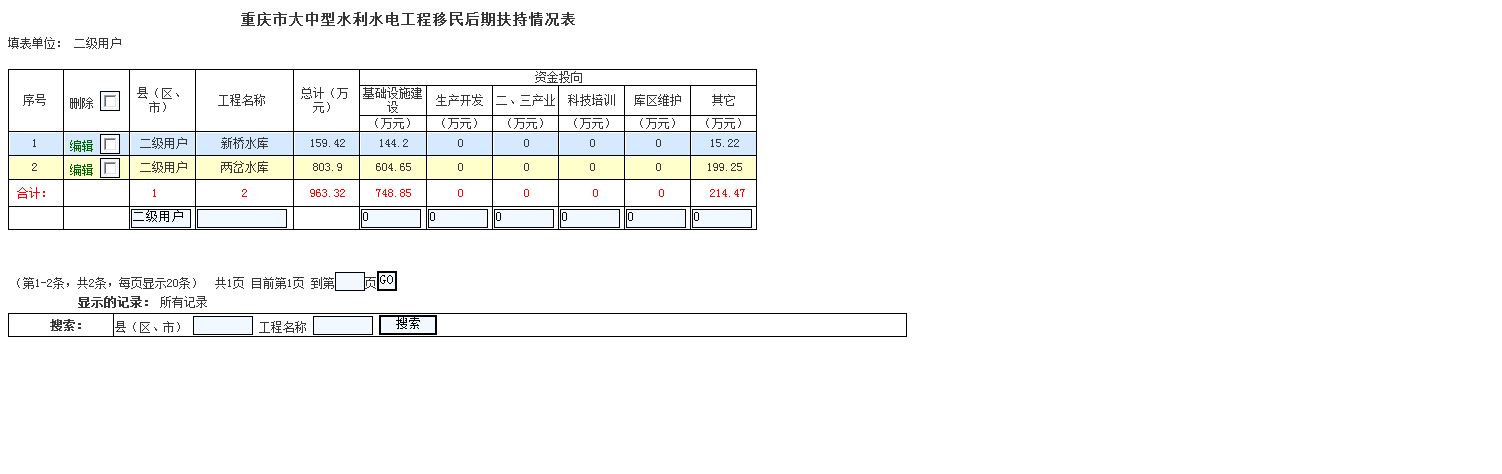 重庆市大中型水利水电工程移民后期扶持情况表
填表单位： 二级用户
序号 删除 县（区、市） 工程名称 总计（万元） 资金投向
基础设施建设 生产开发 二、三产业 科技培训 库区维护 其它
（万元） （万元） （万元） （万元） （万元） （万元）
1 编辑 二级用户 新桥水库 159.42 144.2 0 0 0 0 15.22
2 编辑 二级用户 两岔水库 803.9 604.65 0 0 0 0 199.25
合计： 1 2 963.32 748.85 0 0 0 0 214.47
二级用户 0 0 0 0 0 0
（第1-2条，共2条，每页显示20条） 共1页 目前第1页 到第 页 GO
显示的记录： 所有记录
搜索： 县（区、市） 工程名称 搜索